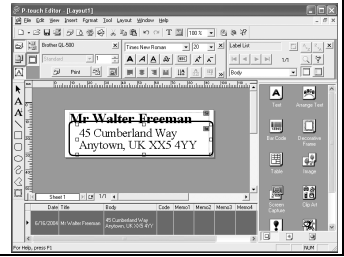 P-touch Editor - [Layout1]
File Edit View Insert Format Tool Layout Window Help
100 %
Brother QL-500
Times New Roman
20
Label List
Standard
1
1/1
Print
Body
Mr Walter Freeman
45 Cumberland Way
Anytown, UK XX5 4YY
Text
Arrange Text
Bar Code
Decorative Frame
Table
Image
Screen Capture
Clip Art
Sheet 1
1/1
Date Title Body Code Memo1 Memo2 Memo3 Memo4
6/16/2004 Mr Walter Freeman 45 Cumberland Way
Anytown, UK XX5 4YY
For Help, press F1
NUM